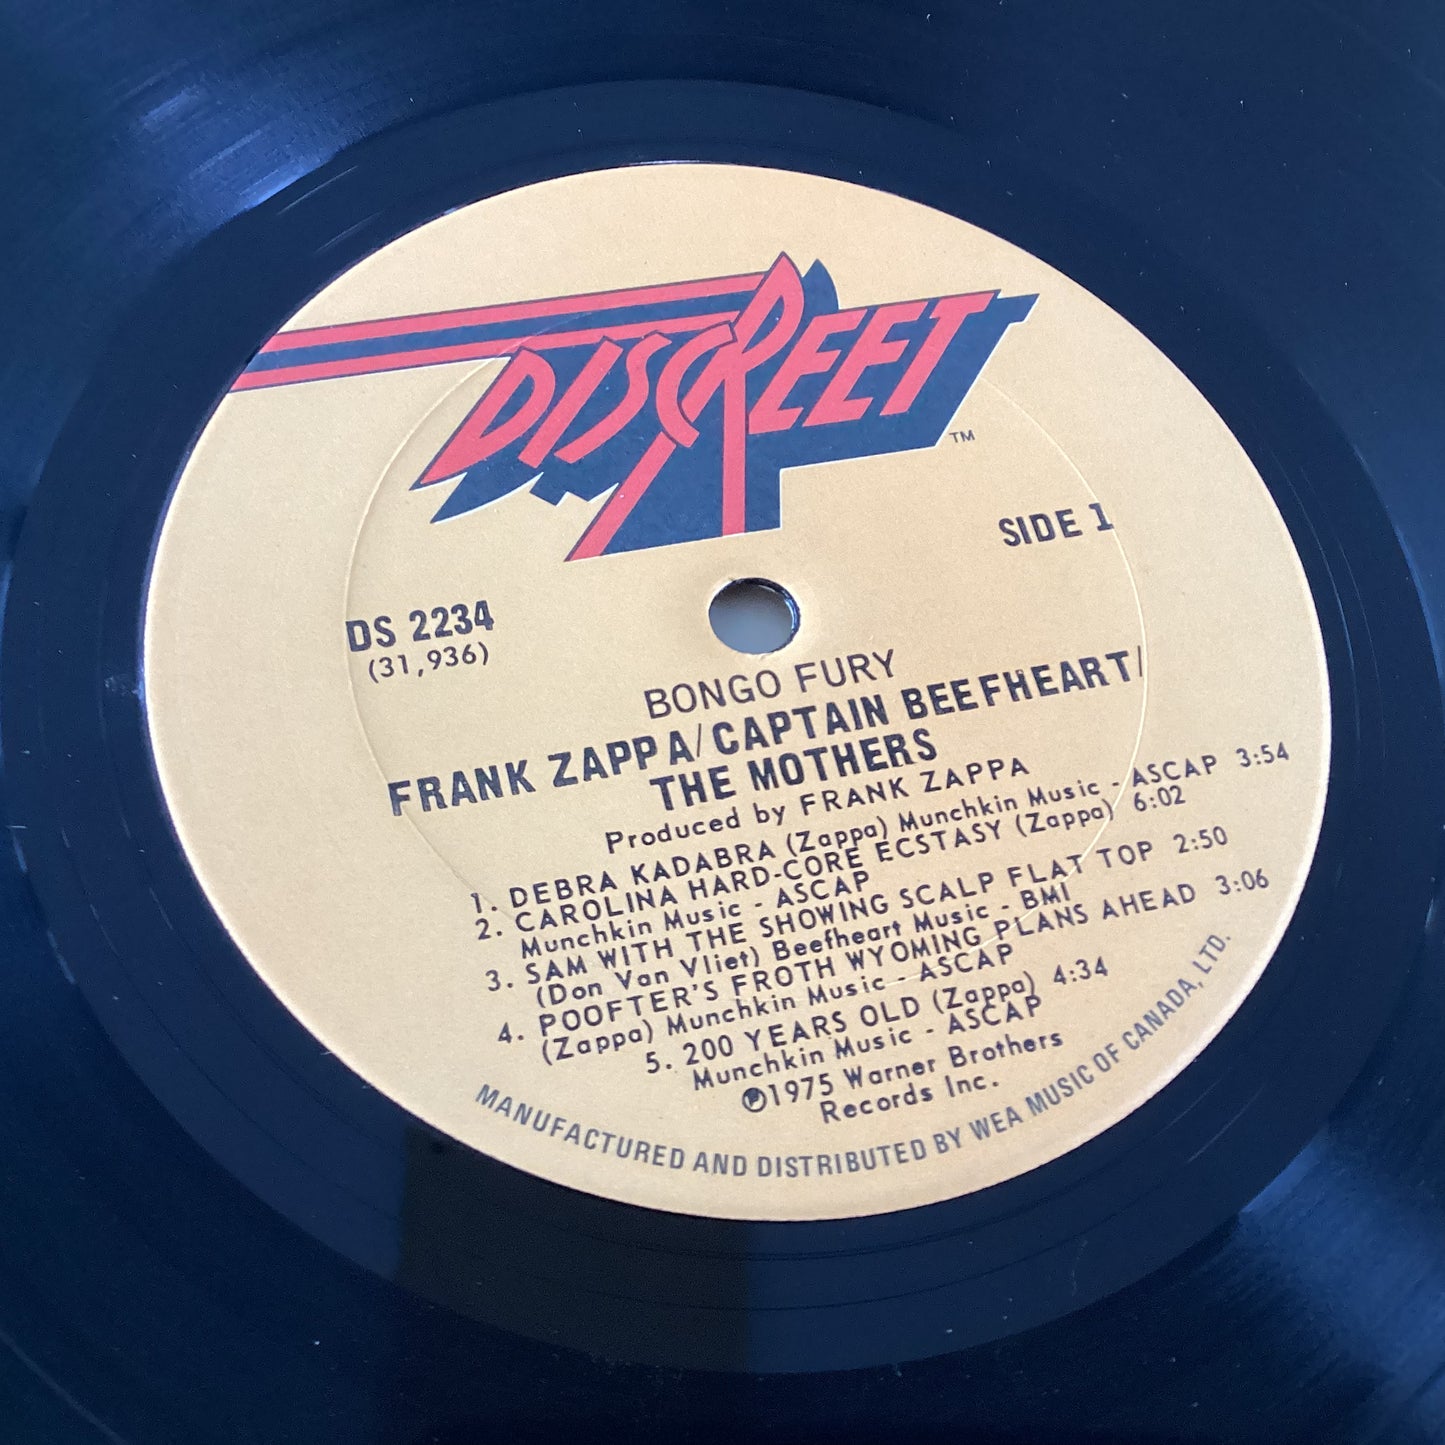 DISCREET
TM
SIDE 1
DS 2234
(31,936)
BONGO FURY
FRANK ZAPPA/CAPTAIN BEEFHEART/
THE MOTHERS
Produced by FRANK ZAPPA
1. DEBRA KADABRA (Zappa) Munchkin Music - ASCAP 3:54
2. CAROLINA HARD-CORE ECSTASY (Zappa) 6:02
Munchkin Music - ASCAP
3. SAM WITH THE SHOWING SCALP FLAT TOP 2:50
(Don Van Vliet) Beefheart Music - BMI
4. POOFTER'S FROTH WYOMING PLANS AHEAD 3:06
(Zappa) Munchkin Music - ASCAP
5. 200 YEARS OLD (Zappa) 4:34
Munchkin Music - ASCAP
℗1975 Warner Brothers
Records Inc.
MANUFACTURED AND DISTRIBUTED BY WEA MUSIC OF CANADA, LTD.